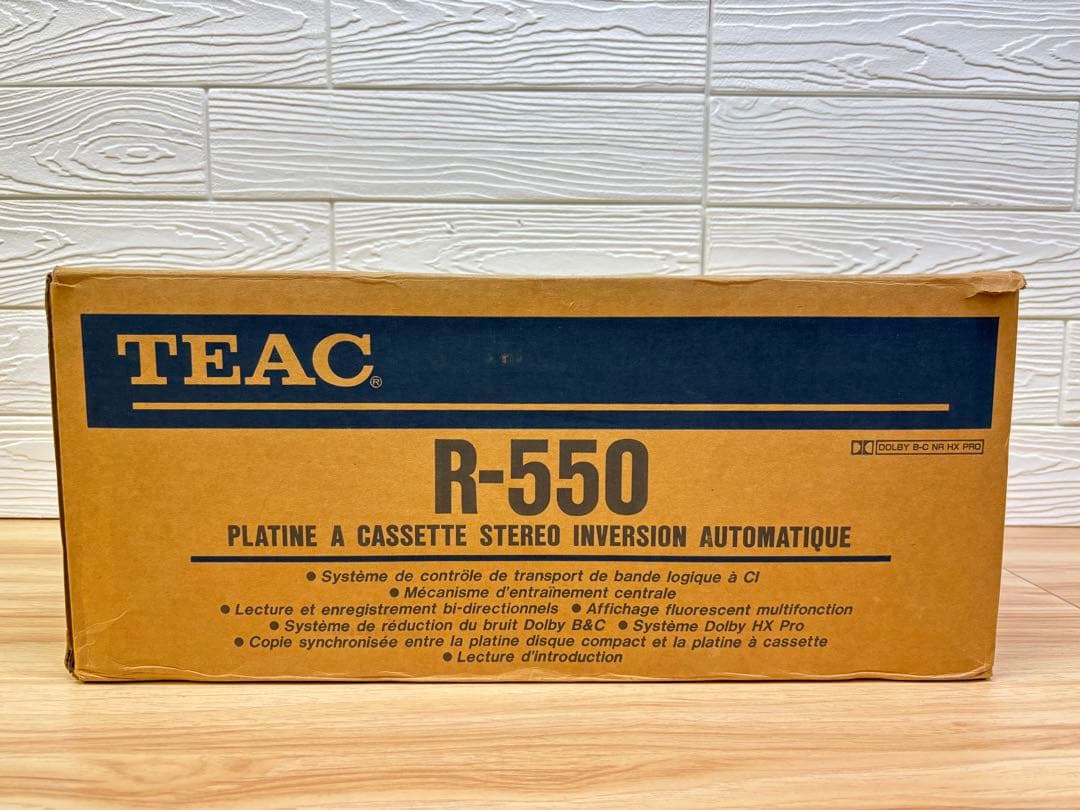 TEAC®
DOLBY B-C NR HX PRO
R-550
PLATINE A CASSETTE STEREO INVERSION AUTOMATIQUE
● Système de contrôle de transport de bande logique à CI
● Mécanisme d'entraînement centrale
● Lecture et enregistrement bi-directionnels ● Affichage fluorescent multifonction
● Système de réduction du bruit Dolby B&C ● Système Dolby HX Pro
● Copie synchronisée entre la platine disque compact et la platine à cassette
● Lecture d'introduction